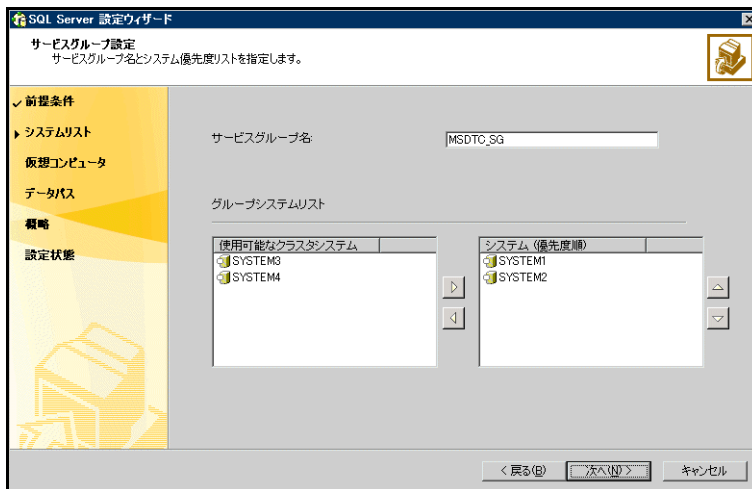 SQL Server 設定ウィザード
サービスグループ設定
サービスグループ名とシステム優先度リストを指定します。
前提条件
システムリスト
仮想コンピュータ
データパス
概略
設定状態
サービスグループ名:
MSDTC_SG
グループシステムリスト
使用可能なクラスタシステム
SYSTEM3
SYSTEM4
システム (優先度順)
SYSTEM1
SYSTEM2
< 戻る(B)
次へ(N) >
キャンセル